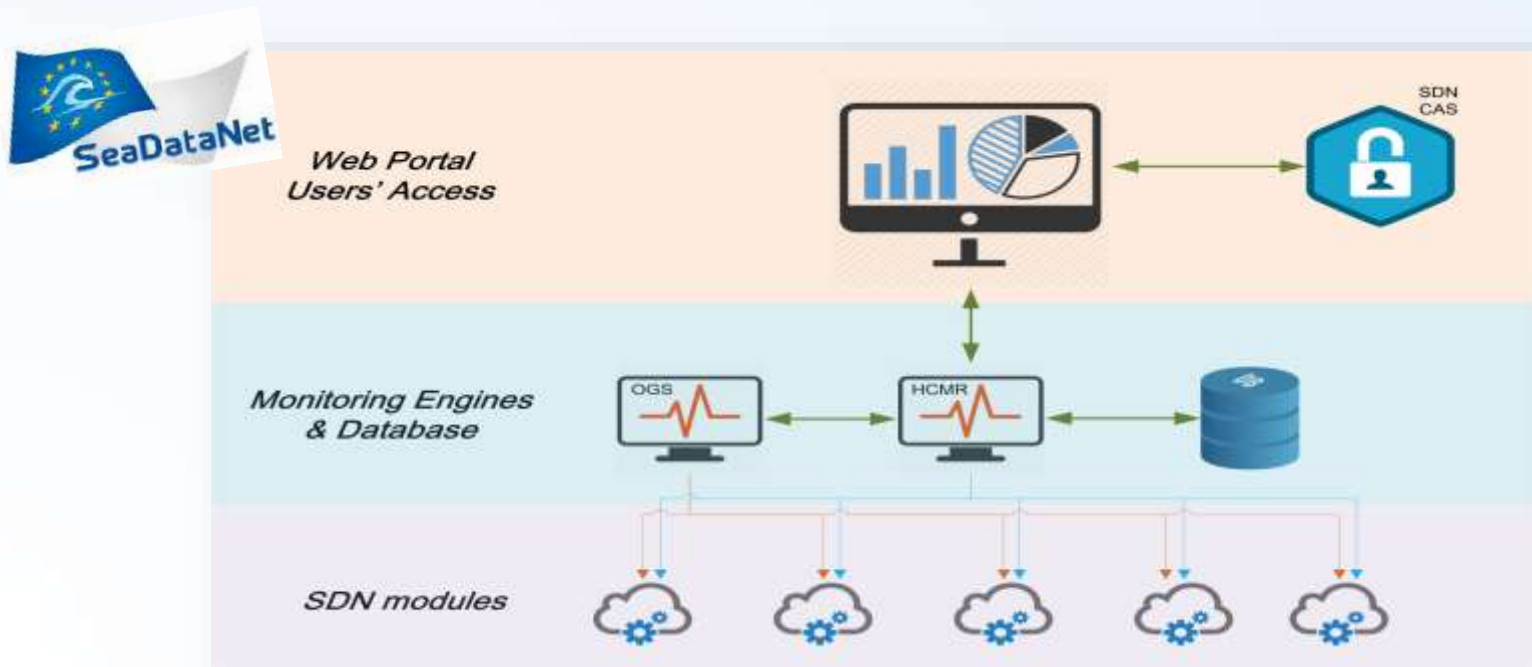 SeaDataNet
SDN
CAS
Web Portal
Users' Access
OGS
HCMR
Monitoring Engines
& Database
SDN modules